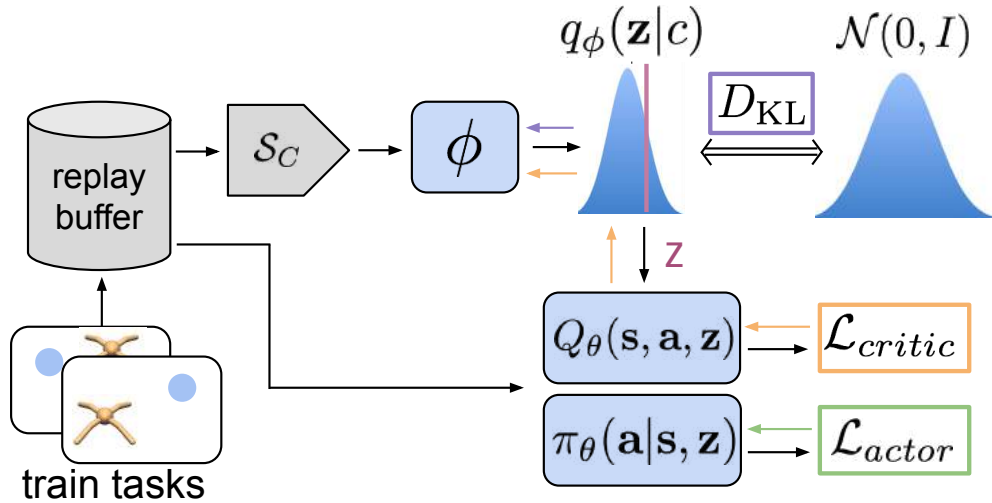 q_ϕ(𝐳|c)
𝒩(0, I)
D_KL
𝒮_C
ϕ
replay
buffer
z
Q_θ(𝐬, 𝐚, 𝐳)
ℒ_critic
π_θ(𝐚|𝐬, 𝐳)
ℒ_actor
train tasks